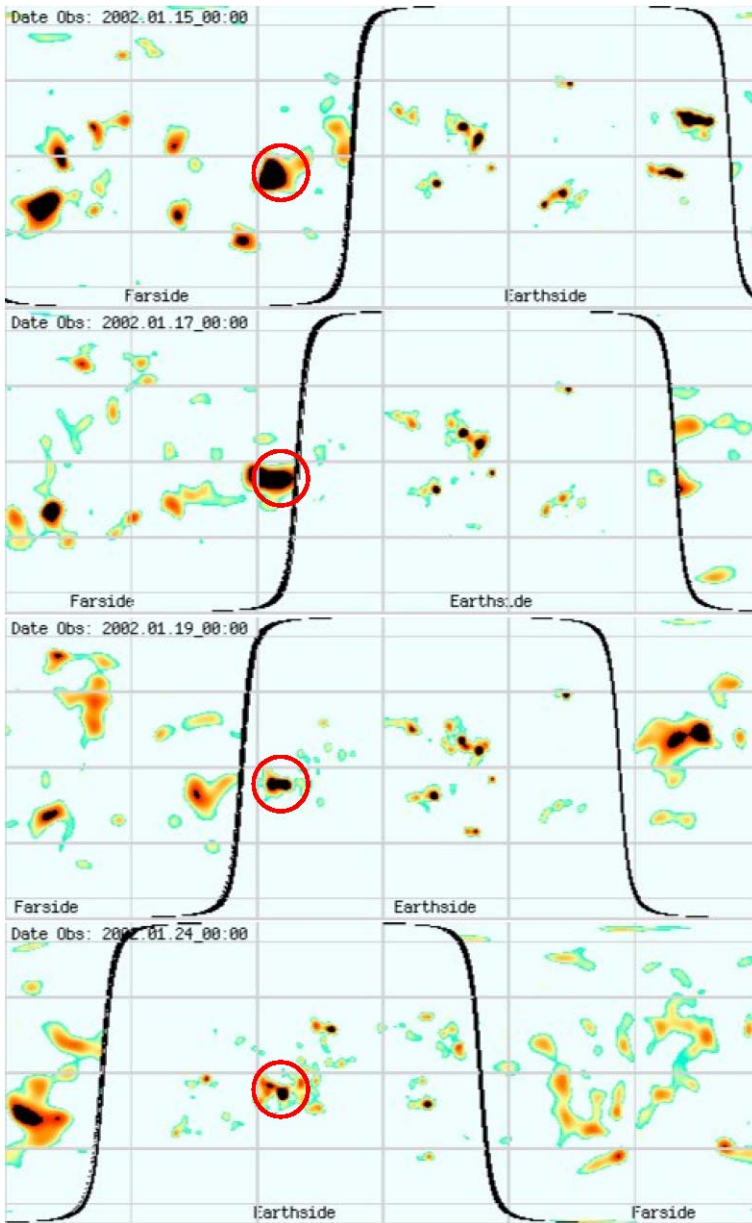 Date Obs: 2002.01.15_00:00
Farside Earthside
Date Obs: 2002.01.17_00:00
Farside Earthside
Date Obs: 2002.01.19_00:00
Farside Earthside
Date Obs: 2002.01.24_00:00
Earthside Farside